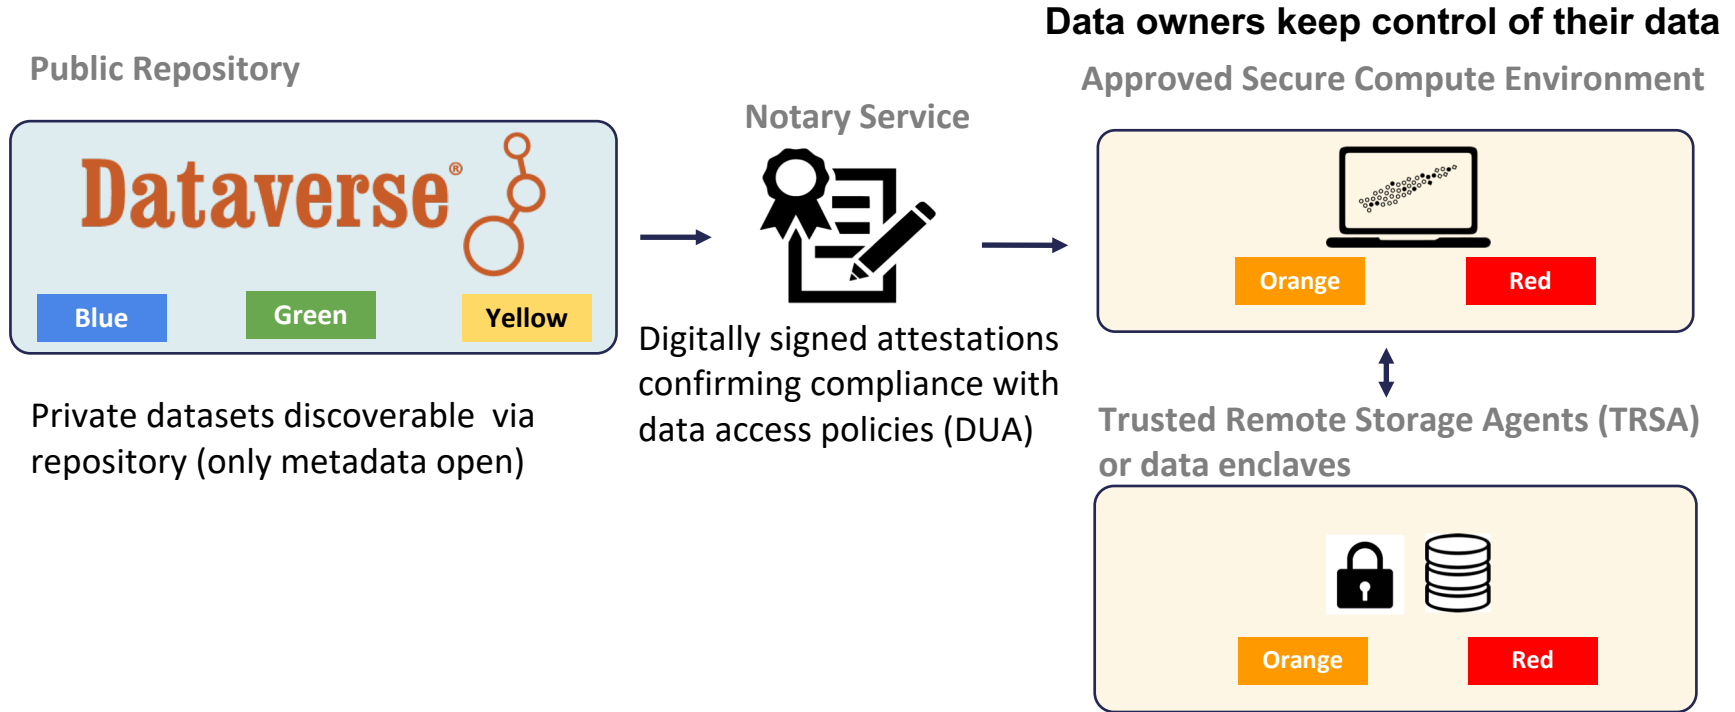 Data owners keep control of their data
Public Repository
Dataverse®
Blue
Green
Yellow
Private datasets discoverable via
repository (only metadata open)
Notary Service
Digitally signed attestations
confirming compliance with
data access policies (DUA)
Approved Secure Compute Environment
Orange
Red
Trusted Remote Storage Agents (TRSA)
or data enclaves
Orange
Red